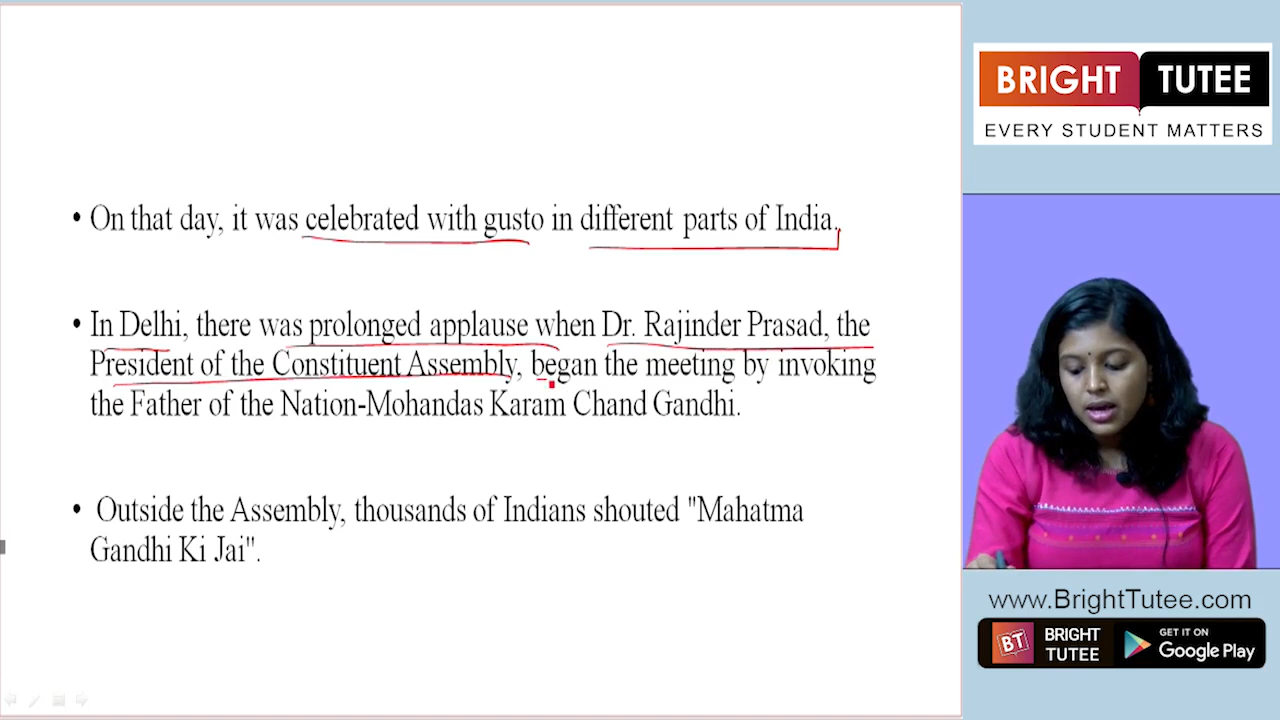 • On that day, it was celebrated with gusto in different parts of India.
• In Delhi, there was prolonged applause when Dr. Rajinder Prasad, the
President of the Constituent Assembly, began the meeting by invoking
the Father of the Nation-Mohandas Karam Chand Gandhi.
• Outside the Assembly, thousands of Indians shouted "Mahatma
Gandhi Ki Jai".
BRIGHT TUTEE
EVERY STUDENT MATTERS
www.BrightTutee.com
BT BRIGHT TUTEE
GET IT ON
Google Play